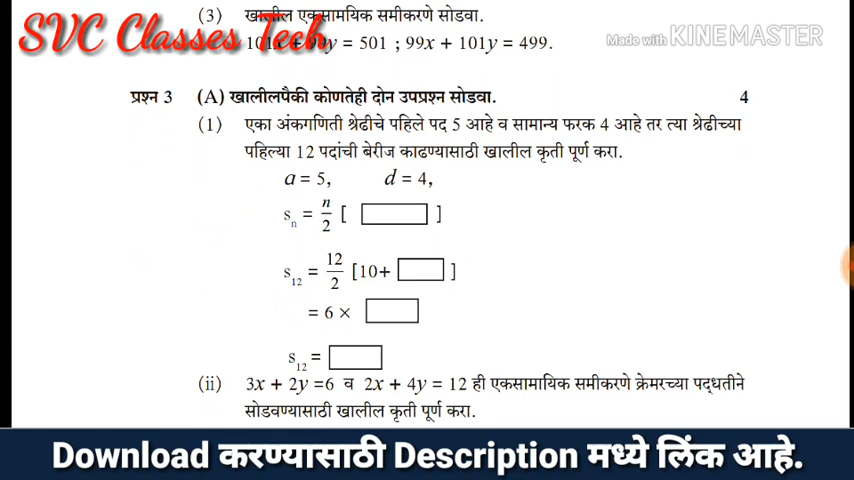 (3) खालील एकसामयिक समीकरणे सोडवा.
SVC Classes Tech
Made with KINEMASTER
101x + 99y = 501 ; 99x + 101y = 499.
प्रश्न 3 (A) खालीलपैकी कोणतेही दोन उपप्रश्न सोडवा. 4
(1) एका अंकगणिती श्रेढीचे पहिले पद 5 आहे व सामान्य फरक 4 आहे तर त्या श्रेढीच्या
पहिल्या 12 पदांची बेरीज काढण्यासाठी खालील कृती पूर्ण करा.
a = 5, d = 4,
sₙ = n/2 [ ]
s₁₂ = 12/2 [10+ ]
= 6 ×
s₁₂ =
(ii) 3x + 2y =6 व 2x + 4y = 12 ही एकसामायिक समीकरणे क्रेमरच्या पद्धतीने
सोडवण्यासाठी खालील कृती पूर्ण करा.
Download करण्यासाठी Description मध्ये लिंक आहे.